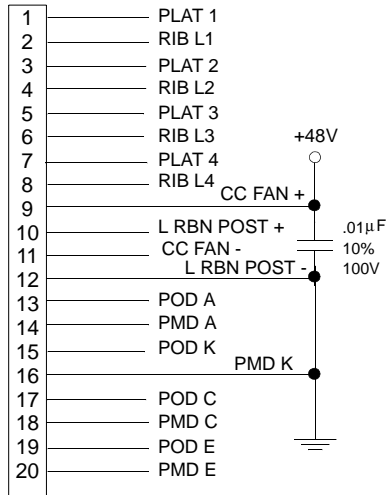 1 PLAT 1
2 RIB L1
3 PLAT 2
4 RIB L2
5 PLAT 3
6 RIB L3
+48V
7 PLAT 4
8 RIB L4
CC FAN +
9
10 L RBN POST + .01µF
11 CC FAN - 10%
L RBN POST - 100V
12
13 POD A
14 PMD A
15 POD K
PMD K
16
17 POD C
18 PMD C
19 POD E
20 PMD E